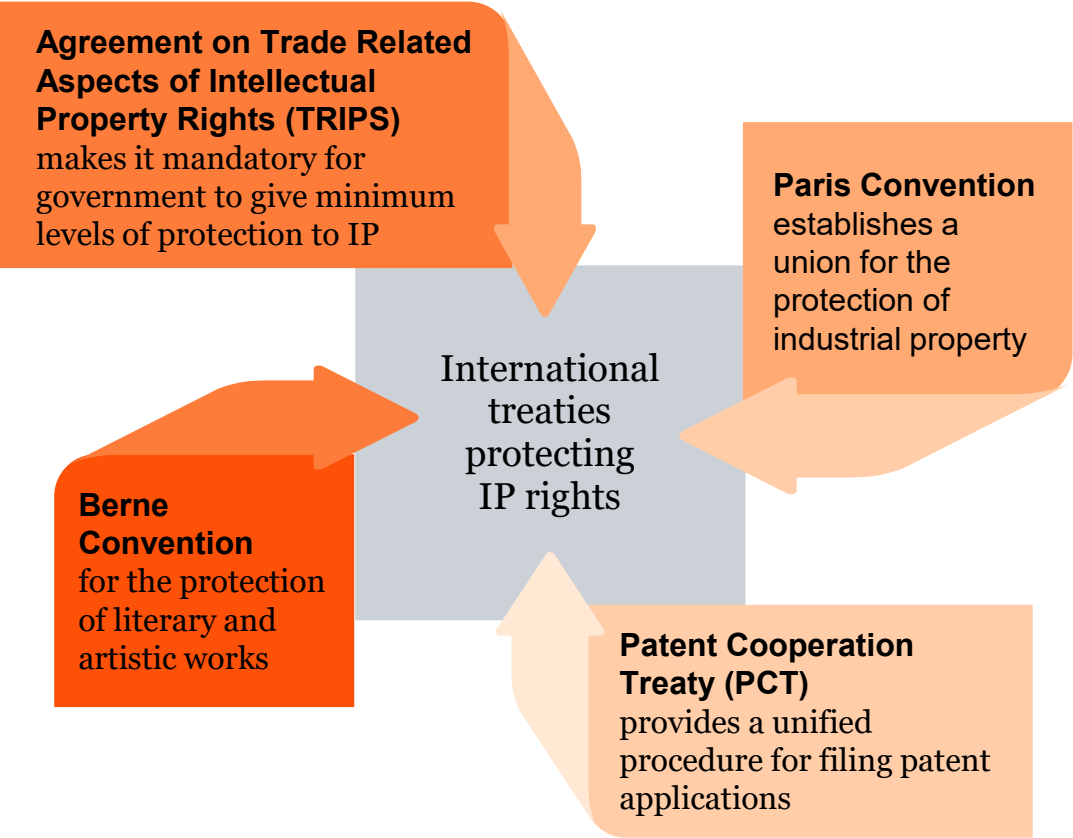 Agreement on Trade Related
Aspects of Intellectual
Property Rights (TRIPS)
makes it mandatory for
government to give minimum
levels of protection to IP
Paris Convention
establishes a
union for the
protection of
industrial property
International
treaties
protecting
IP rights
Berne
Convention
for the protection
of literary and
artistic works
Patent Cooperation
Treaty (PCT)
provides a unified
procedure for filing patent
applications